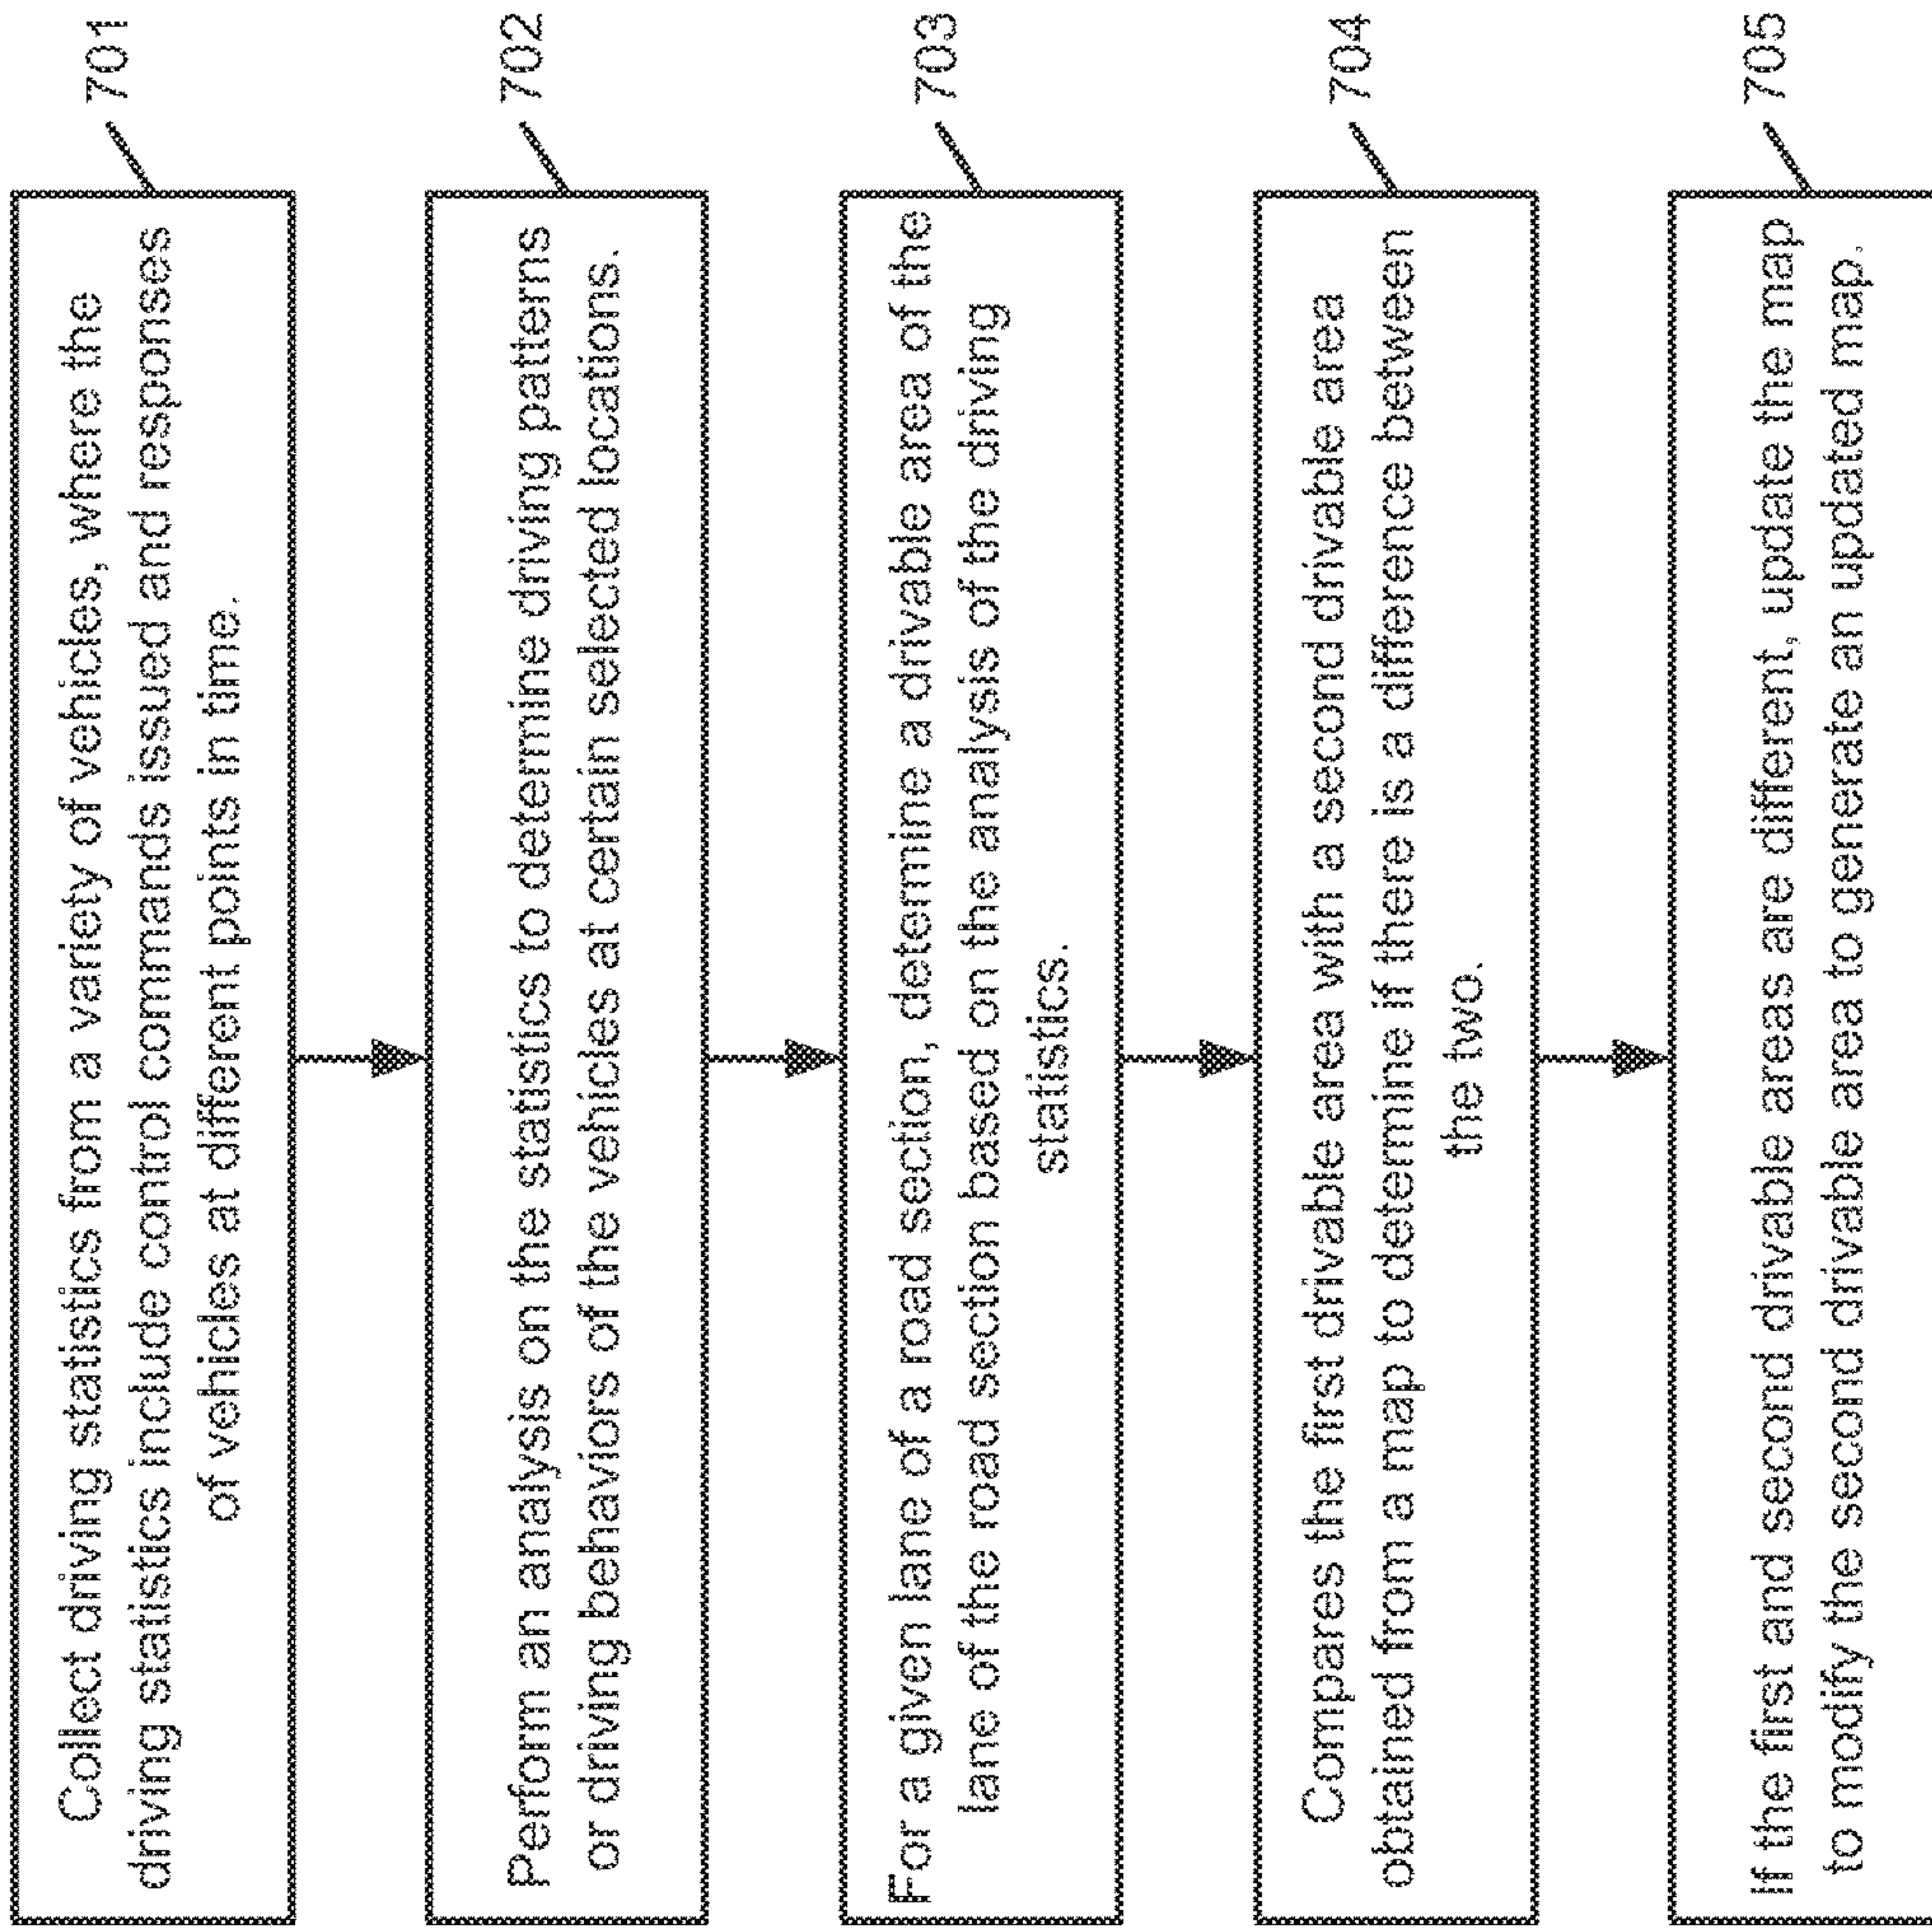 Collect driving statistics from a variety of vehicles, where the
driving statistics include control commands issued and responses
of vehicles at different points in time.
701
Perform an analysis on the statistics to determine driving patterns
or driving behaviors of the vehicles at certain selected locations.
702
For a given lane of a road section, determine a drivable area of the
lane of the road section based on the analysis of the driving
statistics.
703
Compares the first drivable area with a second drivable area
obtained from a map to determine if there is a difference between
the two.
704
If the first and second drivable areas are different, update the map
to modify the second drivable area to generate an updated map.
705